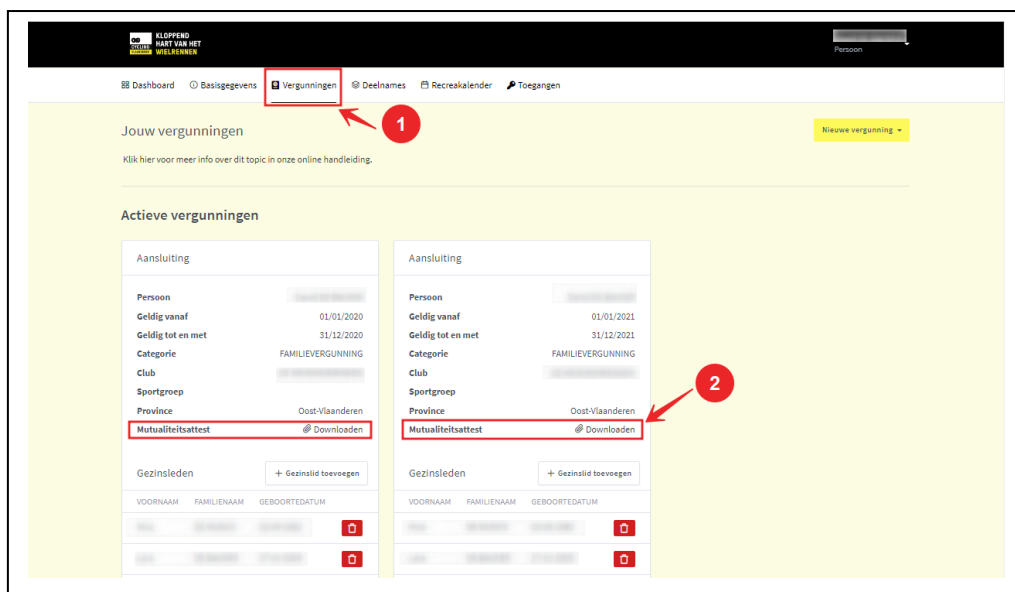 CYCLING
VLAANDEREN
KLOPPEND
HART VAN HET
WIELRENNEN
Persoon
Dashboard Basisgegevens Vergunningen Deelnames Recreakalender Toegangen
1
Jouw vergunningen
Nieuwe vergunning
Klik hier voor meer info over dit topic in onze online handleiding.
Actieve vergunningen
Aansluiting
Persoon
Geldig vanaf 01/01/2020
Geldig tot en met 31/12/2020
Categorie FAMILIEVERGUNNING
Club
Sportgroep
Province Oost-Vlaanderen
Mutualiteitsattest Downloaden
Gezinsleden + Gezinslid toevoegen
VOORNAAM FAMILIENAAM GEBOORTEDATUM
Aansluiting
Persoon
Geldig vanaf 01/01/2021
Geldig tot en met 31/12/2021
Categorie FAMILIEVERGUNNING
Club
Sportgroep
Province Oost-Vlaanderen
Mutualiteitsattest Downloaden
2
Gezinsleden + Gezinslid toevoegen
VOORNAAM FAMILIENAAM GEBOORTEDATUM